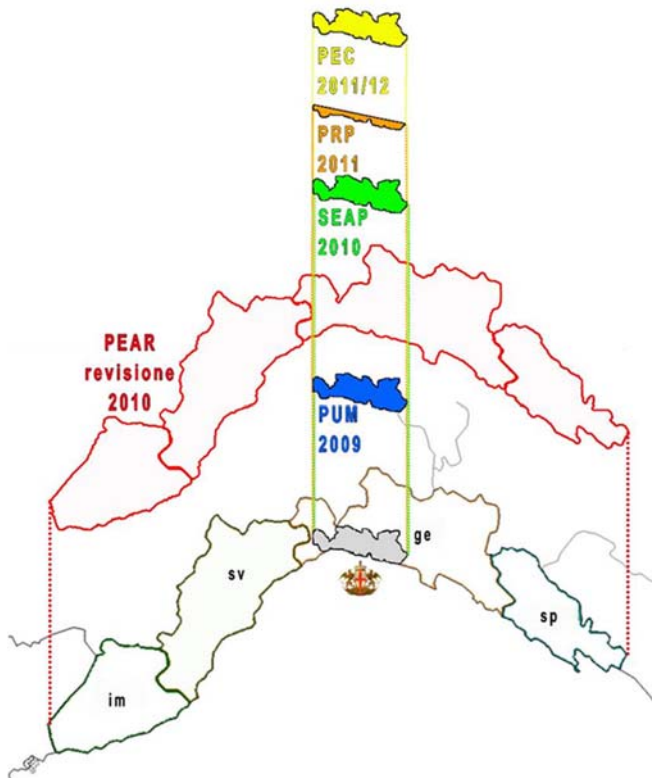 PEC
2011/12
PRP
2011
SEAP
2010
PEAR
revisione
2010
PUM
2009
ge
sv
sp
im